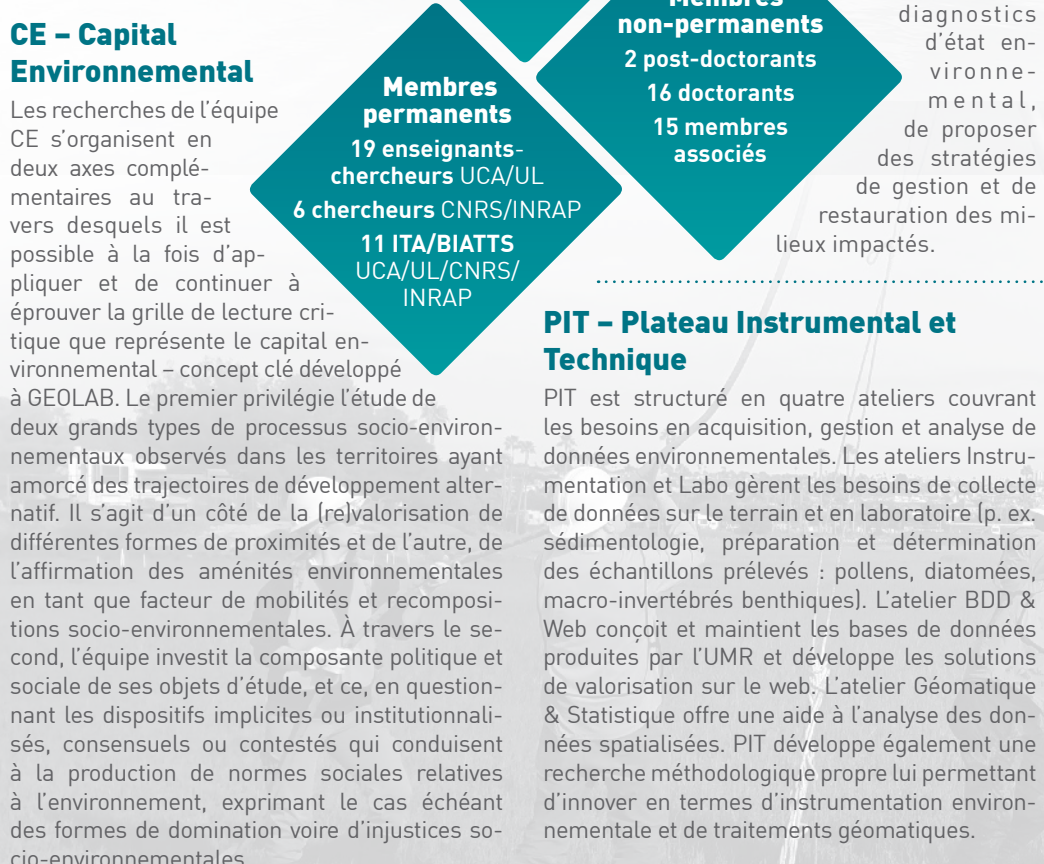 CE – Capital
Environnemental
Les recherches de l'équipe
CE s'organisent en
deux axes complé-
mentaires au tra-
vers desquels il est
possible à la fois d'ap-
pliquer et de continuer à
éprouver la grille de lecture cri-
tique que représente le capital en-
vironnemental – concept clé développé
à GEOLAB. Le premier privilégie l'étude de
deux grands types de processus socio-environ-
nementaux observés dans les territoires ayant
amorcé des trajectoires de développement alter-
natif. Il s'agit d'un côté de la (re)valorisation de
différentes formes de proximités et de l'autre, de
l'affirmation des aménités environnementales
en tant que facteur de mobilités et recomposi-
tions socio-environnementales. À travers le se-
cond, l'équipe investit la composante politique et
sociale de ses objets d'étude, et ce, en question-
nant les dispositifs implicites ou institutionnali-
sés, consensuels ou contestés qui conduisent
à la production de normes sociales relatives
à l'environnement, exprimant le cas échéant
des formes de domination voire d'injustices so-
cio-environnementales
Membres
permanents
19 enseignants-
chercheurs UCA/UL
6 chercheurs CNRS/INRAP
11 ITA/BIATTS
UCA/UL/CNRS/
INRAP
Membres
non-permanents
2 post-doctorants
16 doctorants
15 membres
associés
diagnostics
d'état en-
vironne-
mental,
de proposer
des stratégies
de gestion et de
restauration des mi-
lieux impactés.
PIT – Plateau Instrumental et
Technique
PIT est structuré en quatre ateliers couvrant
les besoins en acquisition, gestion et analyse de
données environnementales. Les ateliers Instru-
mentation et Labo gèrent les besoins de collecte
de données sur le terrain et en laboratoire (p. ex.
sédimentologie, préparation et détermination
des échantillons prélevés : pollens, diatomées,
macro-invertébrés benthiques). L'atelier BDD &
Web conçoit et maintient les bases de données
produites par l'UMR et développe les solutions
de valorisation sur le web. L'atelier Géomatique
& Statistique offre une aide à l'analyse des don-
nées spatialisées. PIT développe également une
recherche méthodologique propre lui permettant
d'innover en termes d'instrumentation environ-
nementale et de traitements géomatiques.